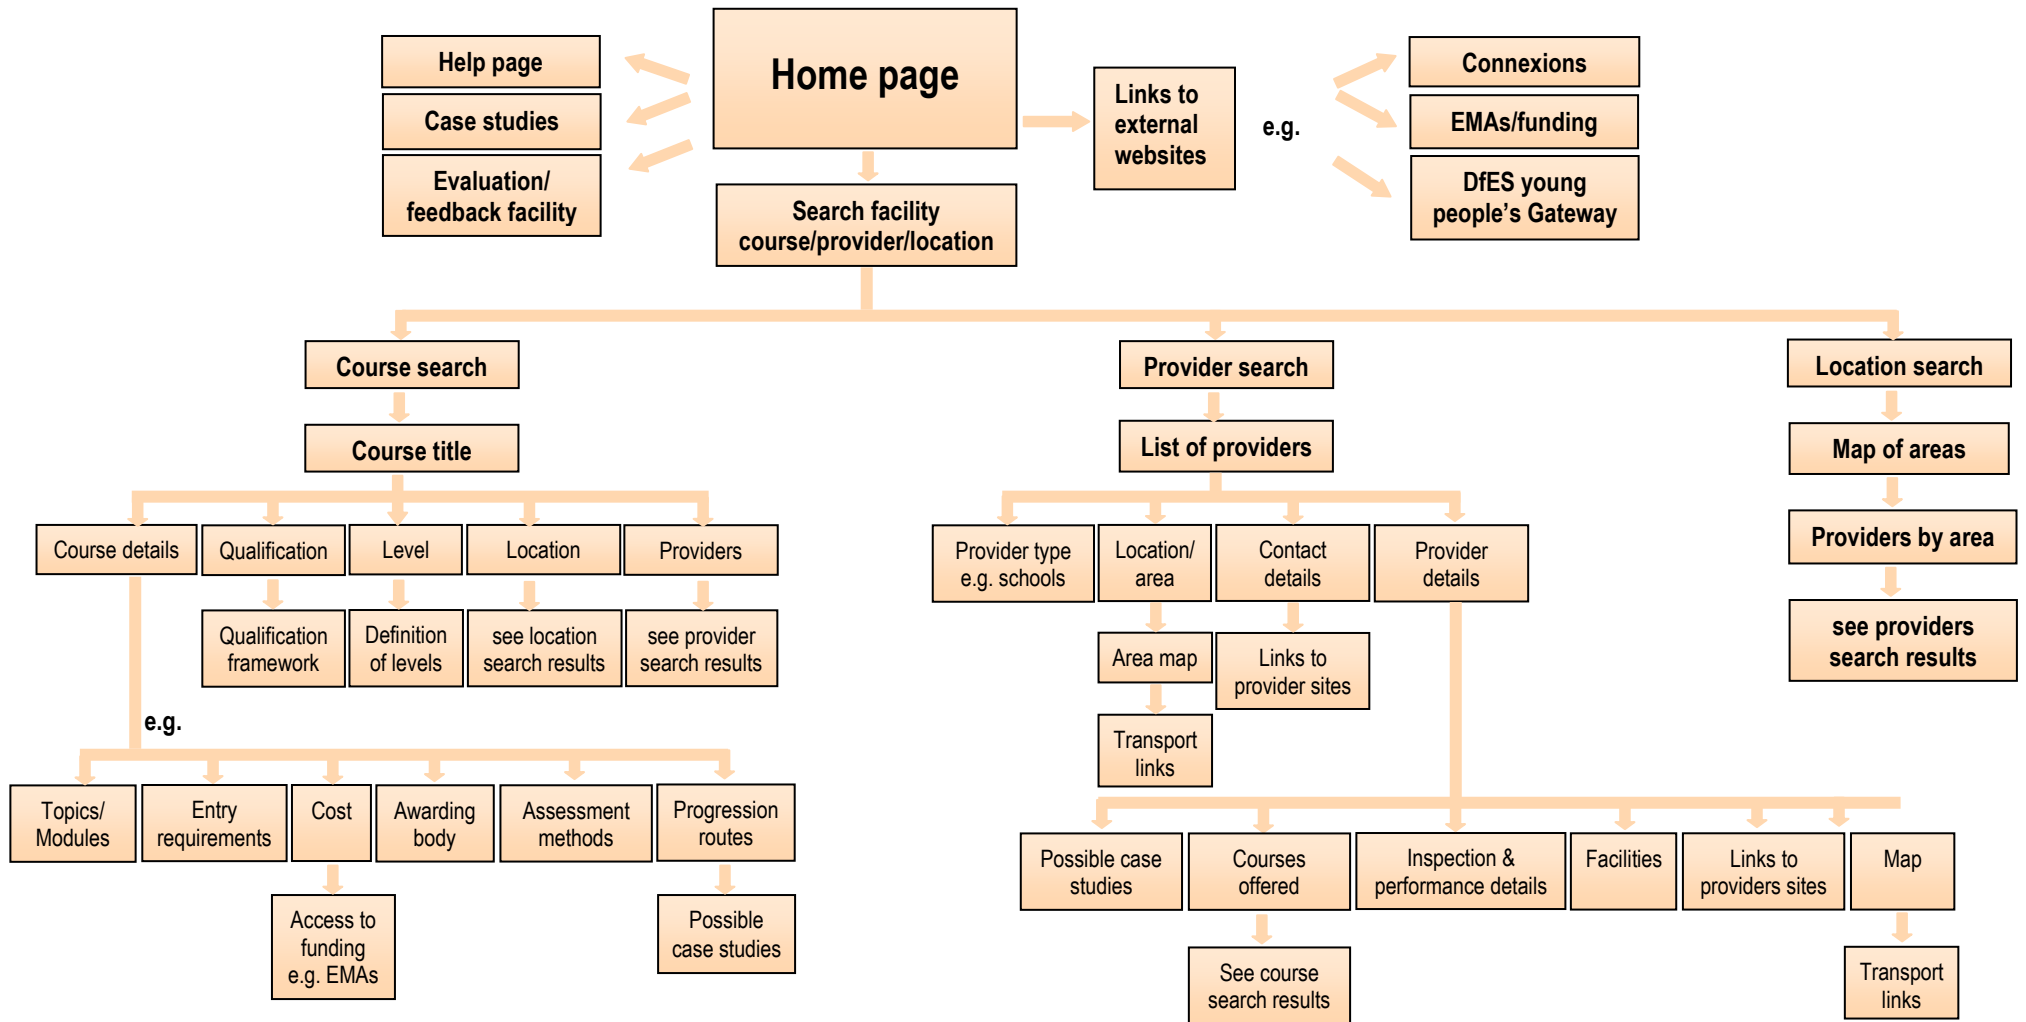 Home page
Help page
Case studies
Evaluation/
feedback facility
Links to
external
websites
e.g.
Connexions
EMAs/funding
DfES young
people’s Gateway
Search facility
course/provider/location
Course search
Provider search
Location search
Course title
List of providers
Map of areas
Providers by area
see providers
search results
Course details
Qualification
Level
Location
Providers
Qualification
framework
Definition
of levels
see location
search results
see provider
search results
e.g.
Topics/
Modules
Entry
requirements
Cost
Awarding
body
Assessment
methods
Progression
routes
Access to
funding
e.g. EMAs
Possible
case studies
Provider type
e.g. schools
Location/
area
Contact
details
Provider
details
Area map
Links to
provider sites
Transport
links
Possible case
studies
Courses
offered
Inspection &
performance details
Facilities
Links to
providers sites
Map
See course
search results
Transport
links